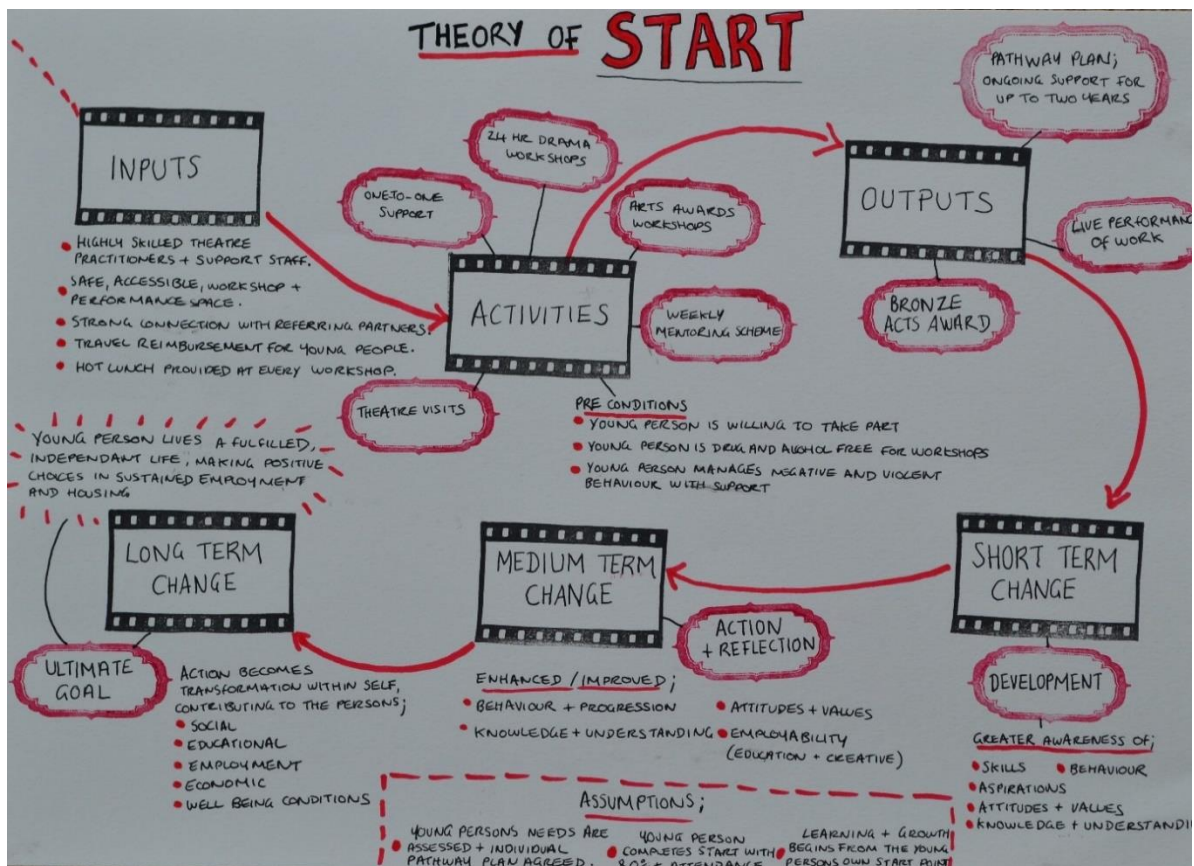 THEORY OF START
INPUTS
HIGHLY SKILLED THEATRE
PRACTITIONERS + SUPPORT STAFF.
SAFE, ACCESSIBLE, WORKSHOP +
PERFORMANCE SPACE.
STRONG CONNECTION WITH REFERRING PARTNERS.
TRAVEL REIMBURSEMENT FOR YOUNG PEOPLE.
HOT LUNCH PROVIDED AT EVERY WORKSHOP.
ONE-TO-ONE
SUPPORT
24 HR DRAMA
WORKSHOPS
ARTS AWARDS
WORKSHOPS
ACTIVITIES
WEEKLY
MENTORING SCHEME
THEATRE VISITS
PRE CONDITIONS
YOUNG PERSON IS WILLING TO TAKE PART
YOUNG PERSON IS DRUG AND ALCOHOL FREE FOR WORKSHOPS
YOUNG PERSON MANAGES NEGATIVE AND VIOLENT
BEHAVIOUR WITH SUPPORT
PATHWAY PLAN;
ONGOING SUPPORT FOR
UP TO TWO YEARS
OUTPUTS
LIVE PERFORMANC
OF WORK
BRONZE
ACTS AWARD
SHORT TERM
CHANGE
DEVELOPMENT
GREATER AWARENESS OF;
SKILLS
BEHAVIOUR
ASPIRATIONS
ATTITUDES + VALUES
KNOWLEDGE + UNDERSTANDIN
MEDIUM TERM
CHANGE
ACTION
+ REFLECTION
ENHANCED / IMPROVED;
BEHAVIOUR + PROGRESSION
KNOWLEDGE + UNDERSTANDING
ATTITUDES + VALUES
EMPLOYABILITY
(EDUCATION + CREATIVE)
LONG TERM
CHANGE
YOUNG PERSON LIVES A FULFILLED,
INDEPENDANT LIFE, MAKING POSITIVE
CHOICES IN SUSTAINED EMPLOYMENT
AND HOUSING
ULTIMATE
GOAL
ACTION BECOMES
TRANSFORMATION WITHIN SELF,
CONTRIBUTING TO THE PERSONS;
SOCIAL
EDUCATIONAL
EMPLOYMENT
ECONOMIC
WELL BEING CONDITIONS
ASSUMPTIONS;
YOUNG PERSONS NEEDS ARE
ASSESSED + INDIVIDUAL
PATHWAY PLAN AGREED.
YOUNG PERSON
COMPLETES START WITH
80% + ATTENDANCE
LEARNING + GROWTH
BEGINS FROM THE YOUNG
PERSONS OWN START POINT